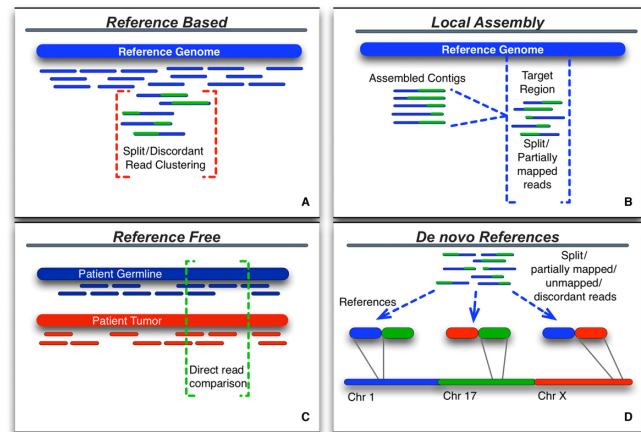 Reference Based
Reference Genome
Split/Discordant
Read Clustering
A
Local Assembly
Reference Genome
Assembled Contigs
Target
Region
Split/
Partially
mapped
reads
B
Reference Free
Patient Germline
Patient Tumor
Direct read
comparison
C
De novo References
Split/
partially mapped/
unmapped/
discordant reads
References
Chr 1
Chr 17
Chr X
D